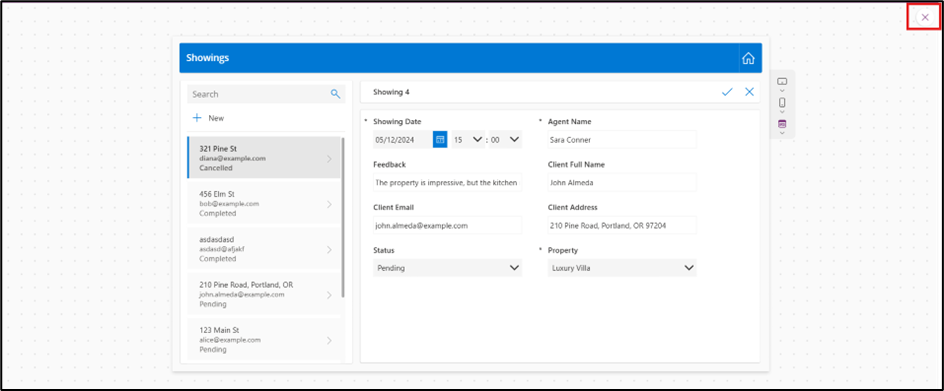 Showings
Search
New
321 Pine St
diana@example.com
Cancelled
456 Elm St
bob@example.com
Completed
asdasdasd
asdasd@afjakf
Completed
210 Pine Road, Portland, OR
john.almeda@example.com
Pending
123 Main St
alice@example.com
Pending
Showing 4
* Showing Date
* Agent Name
05/12/2024 15 : 00
Sara Conner
Feedback
Client Full Name
The property is impressive, but the kitchen
John Almeda
Client Email
Client Address
john.almeda@example.com
210 Pine Road, Portland, OR 97204
Status
* Property
Pending
Luxury Villa